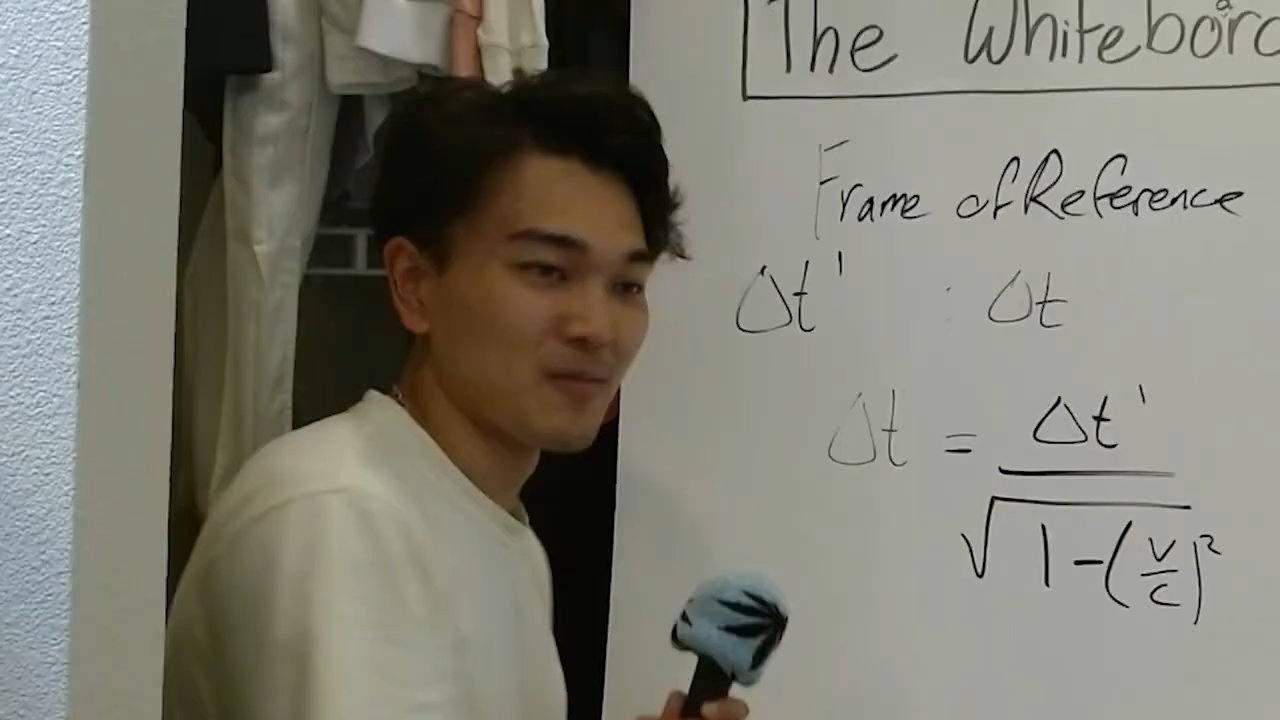 The Whiteboard
Frame of Reference
Δt' : Δt
Δt = Δt'
√1-(v/c)²